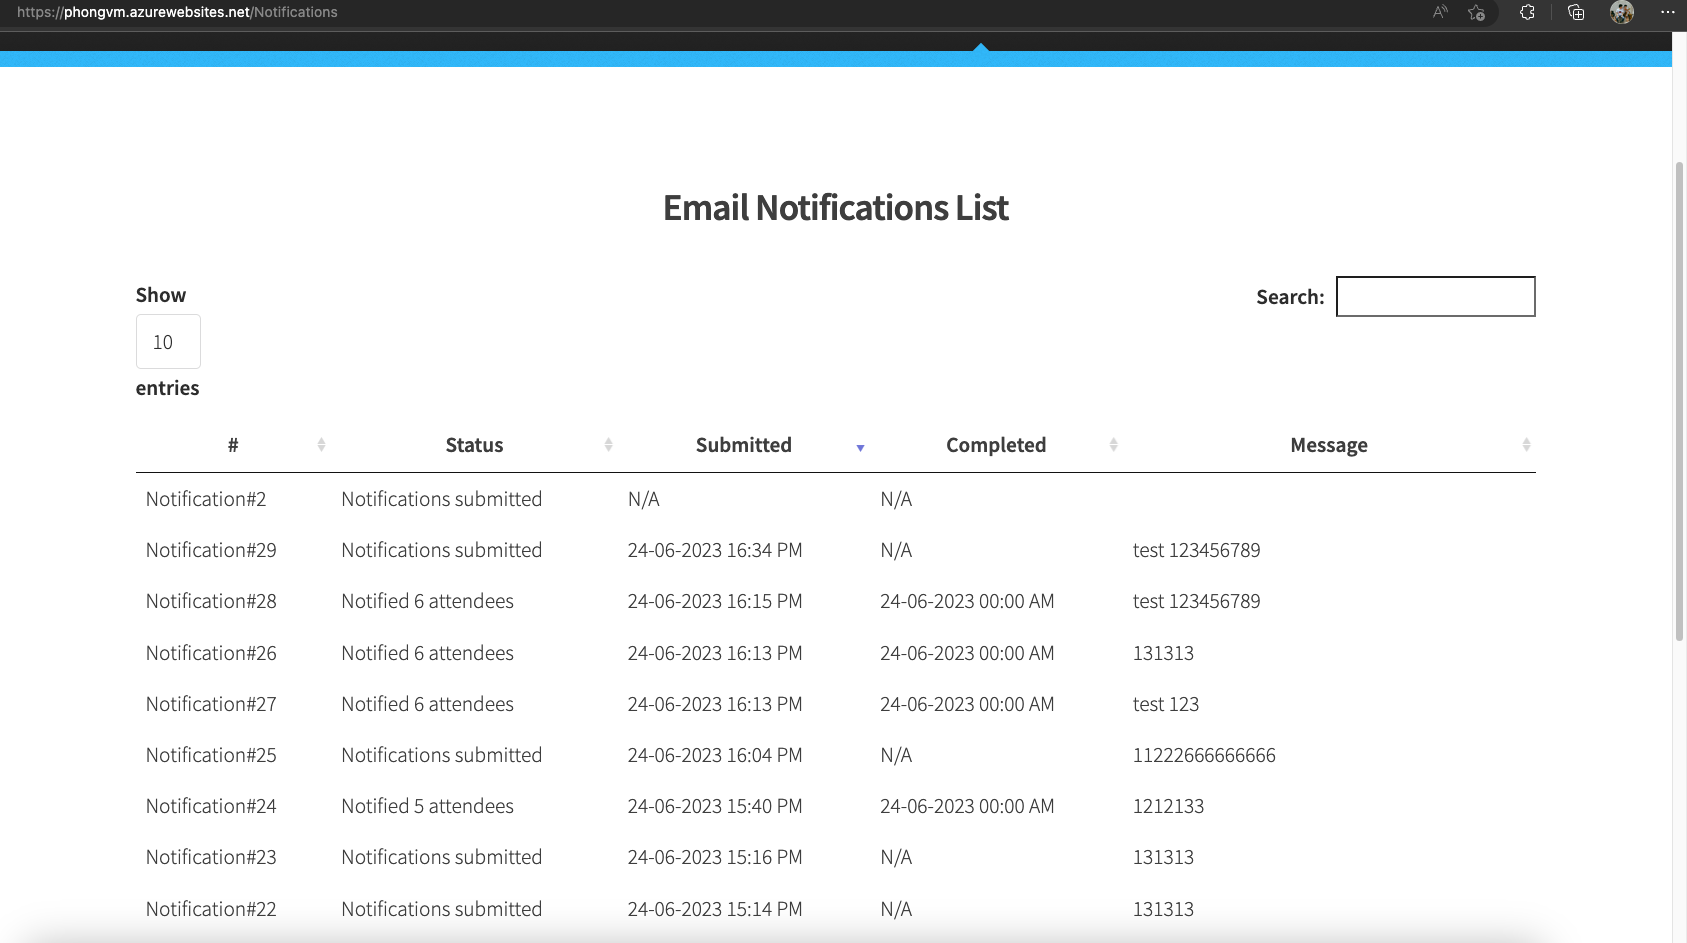 https://phongvm.azurewebsites.net/Notifications
Email Notifications List
Show
10
entries
Search:
# Status Submitted Completed Message
Notification#2 Notifications submitted N/A N/A
Notification#29 Notifications submitted 24-06-2023 16:34 PM N/A test 123456789
Notification#28 Notified 6 attendees 24-06-2023 16:15 PM 24-06-2023 00:00 AM test 123456789
Notification#26 Notified 6 attendees 24-06-2023 16:13 PM 24-06-2023 00:00 AM 131313
Notification#27 Notified 6 attendees 24-06-2023 16:13 PM 24-06-2023 00:00 AM test 123
Notification#25 Notifications submitted 24-06-2023 16:04 PM N/A 11222666666666
Notification#24 Notified 5 attendees 24-06-2023 15:40 PM 24-06-2023 00:00 AM 1212133
Notification#23 Notifications submitted 24-06-2023 15:16 PM N/A 131313
Notification#22 Notifications submitted 24-06-2023 15:14 PM N/A 131313